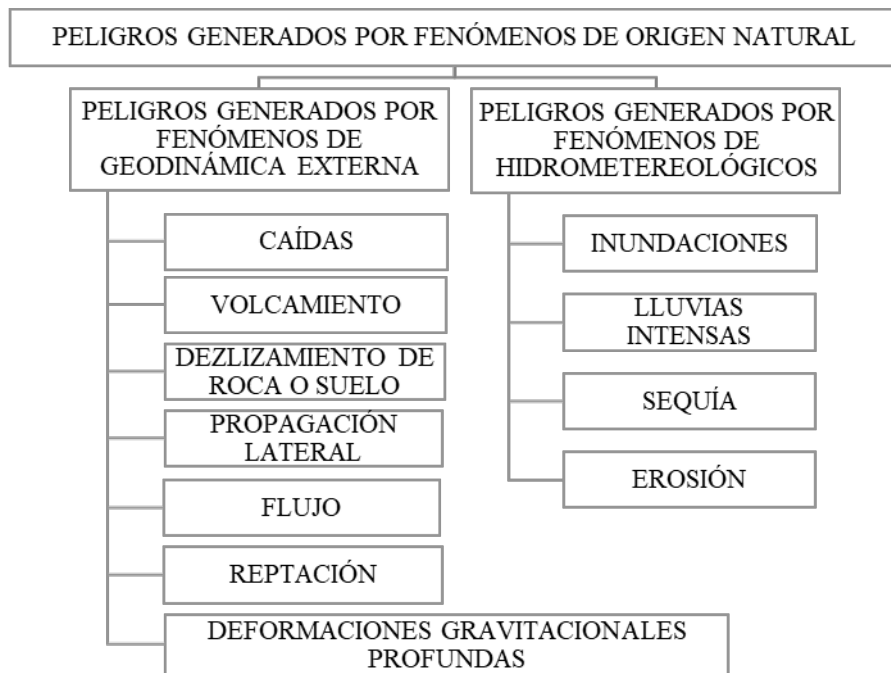 PELIGROS GENERADOS POR FENÓMENOS DE ORIGEN NATURAL
PELIGROS GENERADOS POR
FENÓMENOS DE
GEODINÁMICA EXTERNA
CAÍDAS
VOLCAMIENTO
DEZLIZAMIENTO DE
ROCA O SUELO
PROPAGACIÓN
LATERAL
FLUJO
REPTACIÓN
DEFORMACIONES GRAVITACIONALES
PROFUNDAS
PELIGROS GENERADOS POR
FENÓMENOS DE
HIDROMETEREOLÓGICOS
INUNDACIONES
LLUVIAS
INTENSAS
SEQUÍA
EROSIÓN